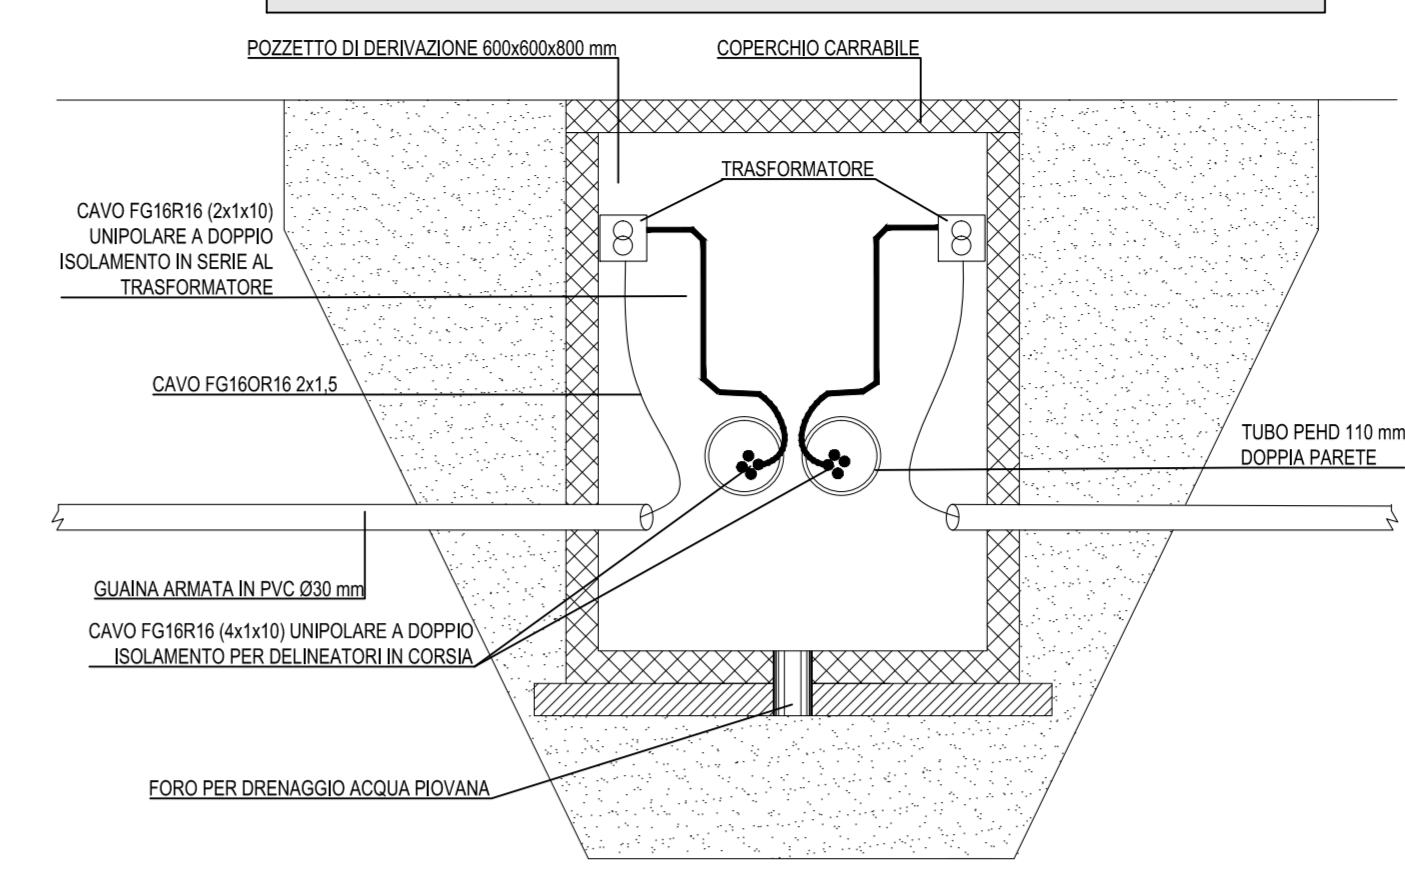 POZZETTO DI DERIVAZIONE 600x600x800 mm
COPERCHIO CARRABILE
TRASFORMATORE
CAVO FG16R16 (2x1x10)
UNIPOLARE A DOPPIO
ISOLAMENTO IN SERIE AL
TRASFORMATORE
CAVO FG16OR16 2x1,5
TUBO PEHD 110 mm
DOPPIA PARETE
GUAINA ARMATA IN PVC Ø30 mm
CAVO FG16R16 (4x1x10) UNIPOLARE A DOPPIO
ISOLAMENTO PER DELINEATORI IN CORSIA
FORO PER DRENAGGIO ACQUA PIOVANA